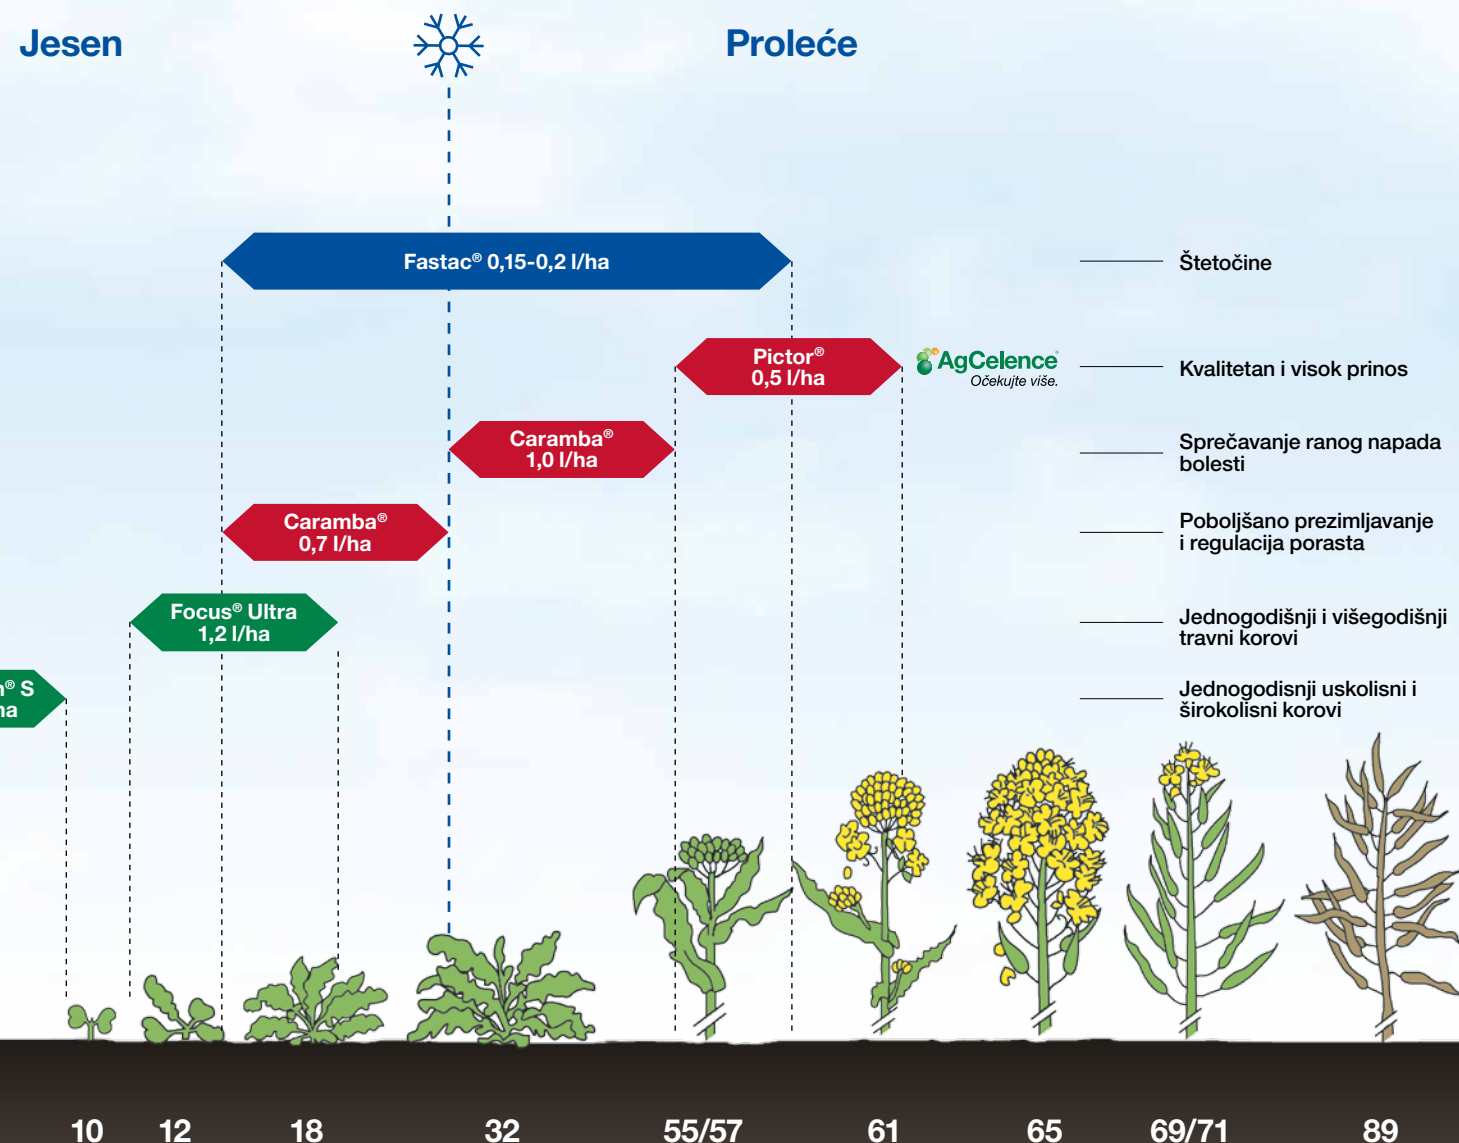 Jesen
Proleće
Fastac® 0,15-0,2 l/ha
Štetočine
Pictor®
0,5 l/ha
AgCelence®
Očekujte više.
Kvalitetan i visok prinos
Caramba®
1,0 l/ha
Sprečavanje ranog napada
bolesti
Caramba®
0,7 l/ha
Poboljšano prezimljavanje
i regulacija porasta
Focus® Ultra
1,2 l/ha
Jednogodišnji i višegodišnji
travni korovi
® S
Jednogodisnji uskolisni i
širokolisni korovi
10 12 18 32 55/57 61 65 69/71 89